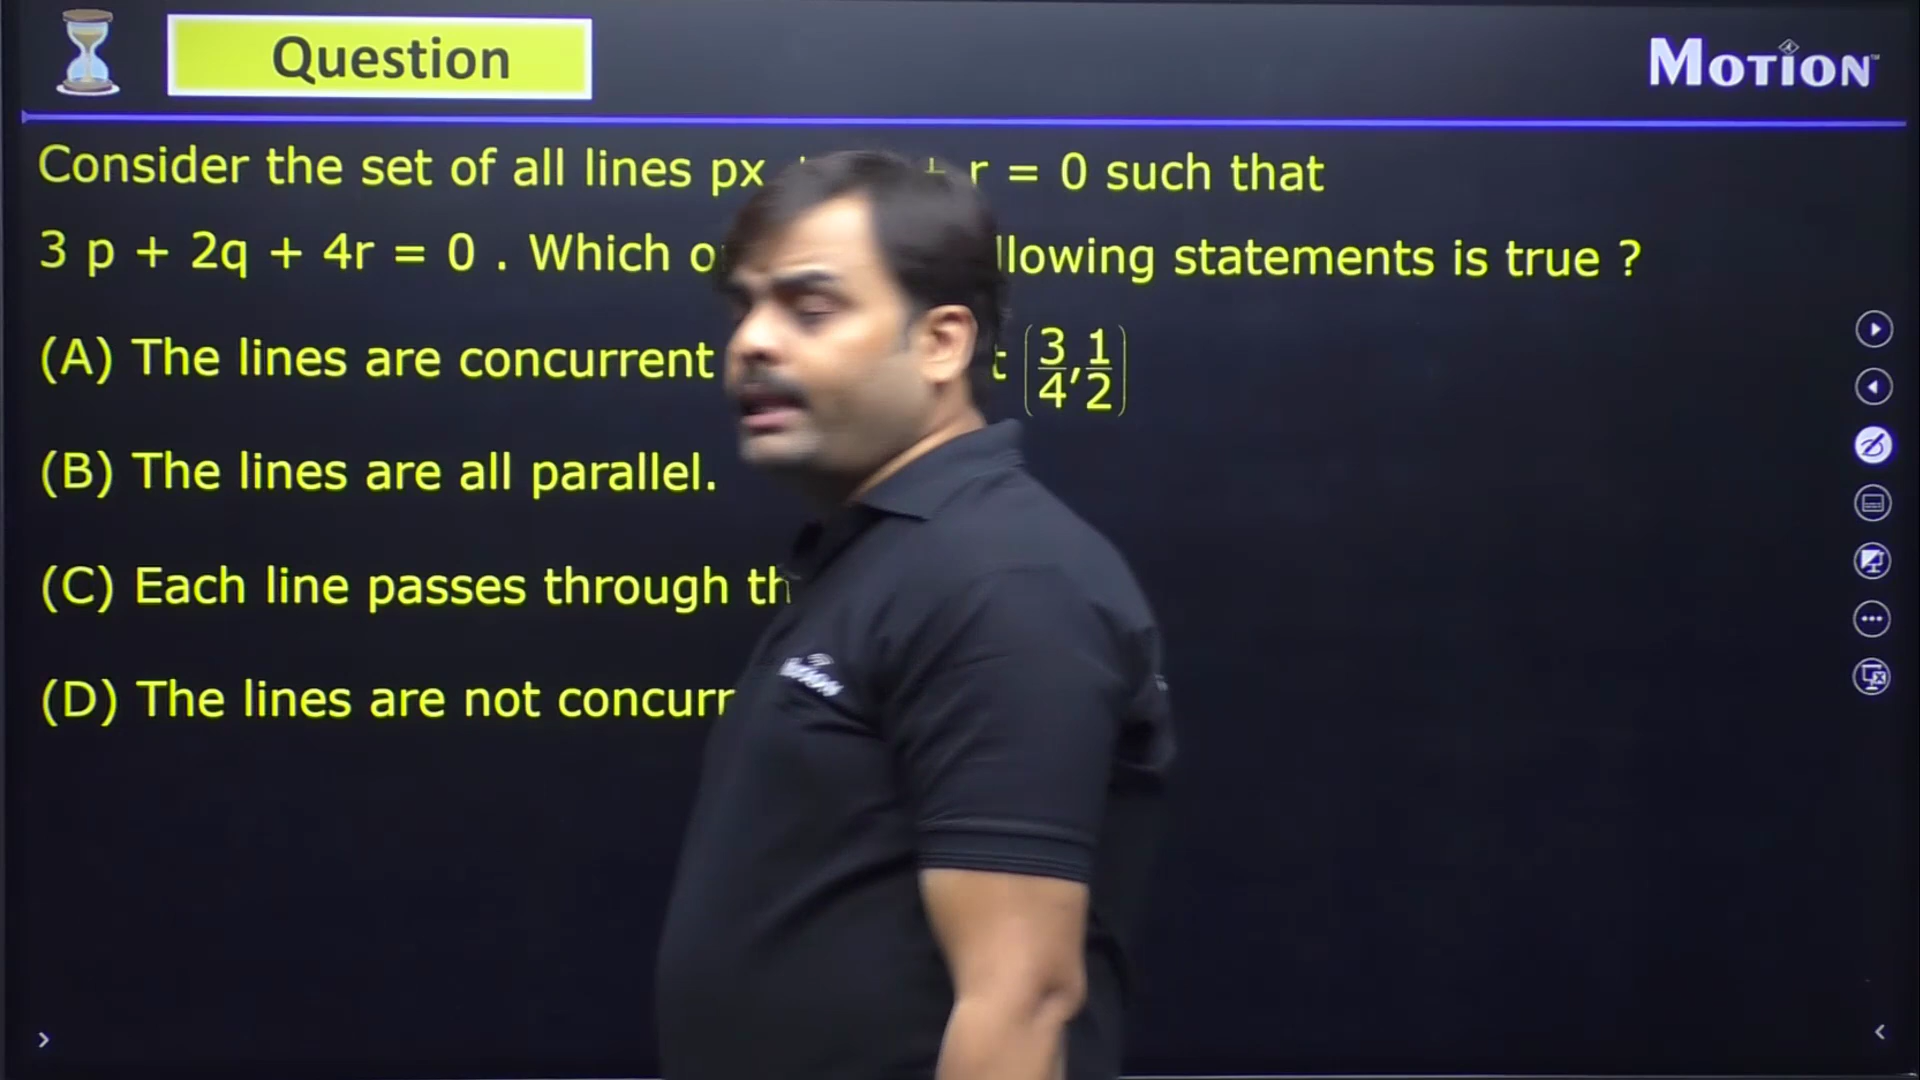 Question
MOTION
Consider the set of all lines px + r = 0 such that
3 p + 2q + 4r = 0 . Which llowing statements is true ?
(A) The lines are concurrent (3/4, 1/2)
(B) The lines are all parallel.
(C) Each line passes through
(D) The lines are not
MOTION